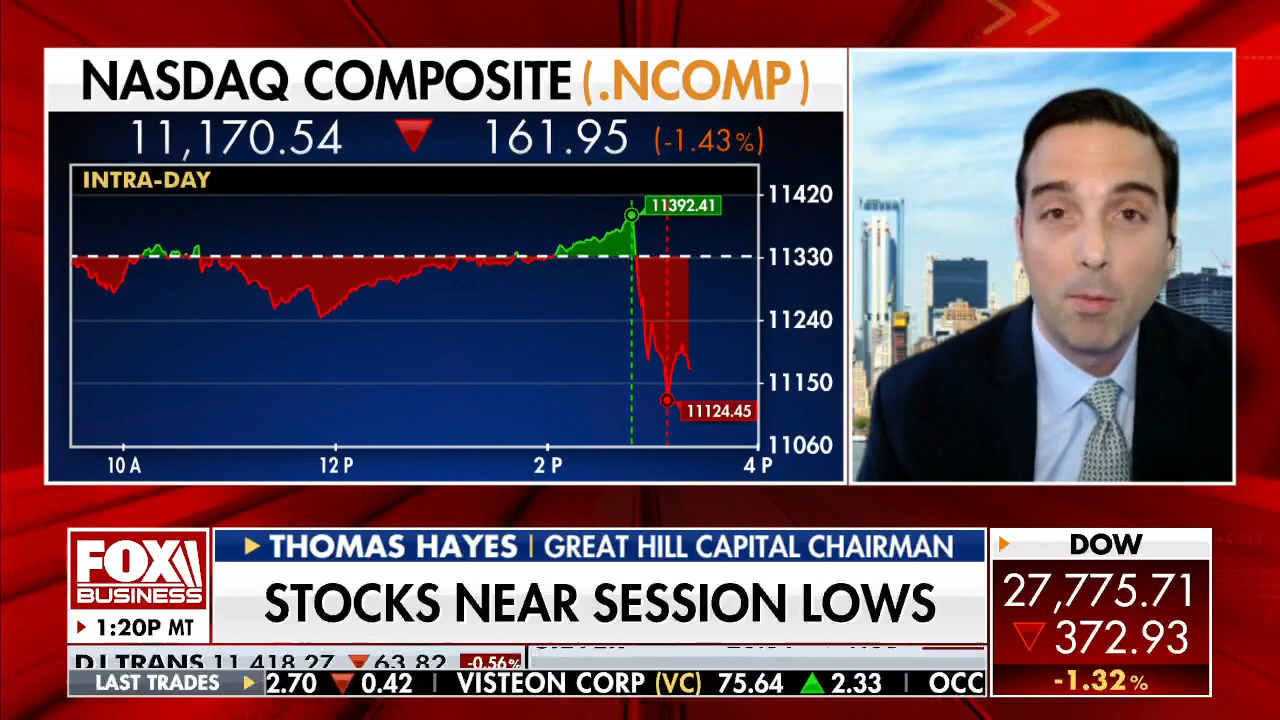 NASDAQ COMPOSITE (.NCOMP)
11,170.54 ▼ 161.95 (-1.43%)
INTRA-DAY
11392.41
11420
11330
11240
11150
11124.45
11060
10 A 12 P 2 P 4 P
THOMAS HAYES | GREAT HILL CAPITAL CHAIRMAN
STOCKS NEAR SESSION LOWS
FOX
BUSINESS
1:20P MT
DOW
27,775.71
▼ 372.93
-1.32%
DJ TRANS 11,418.27 ▼ 63.82 -0.56%
LAST TRADES 2.70 ▼ 0.42 | VISTEON CORP (VC) 75.64 ▲ 2.33 | OCC